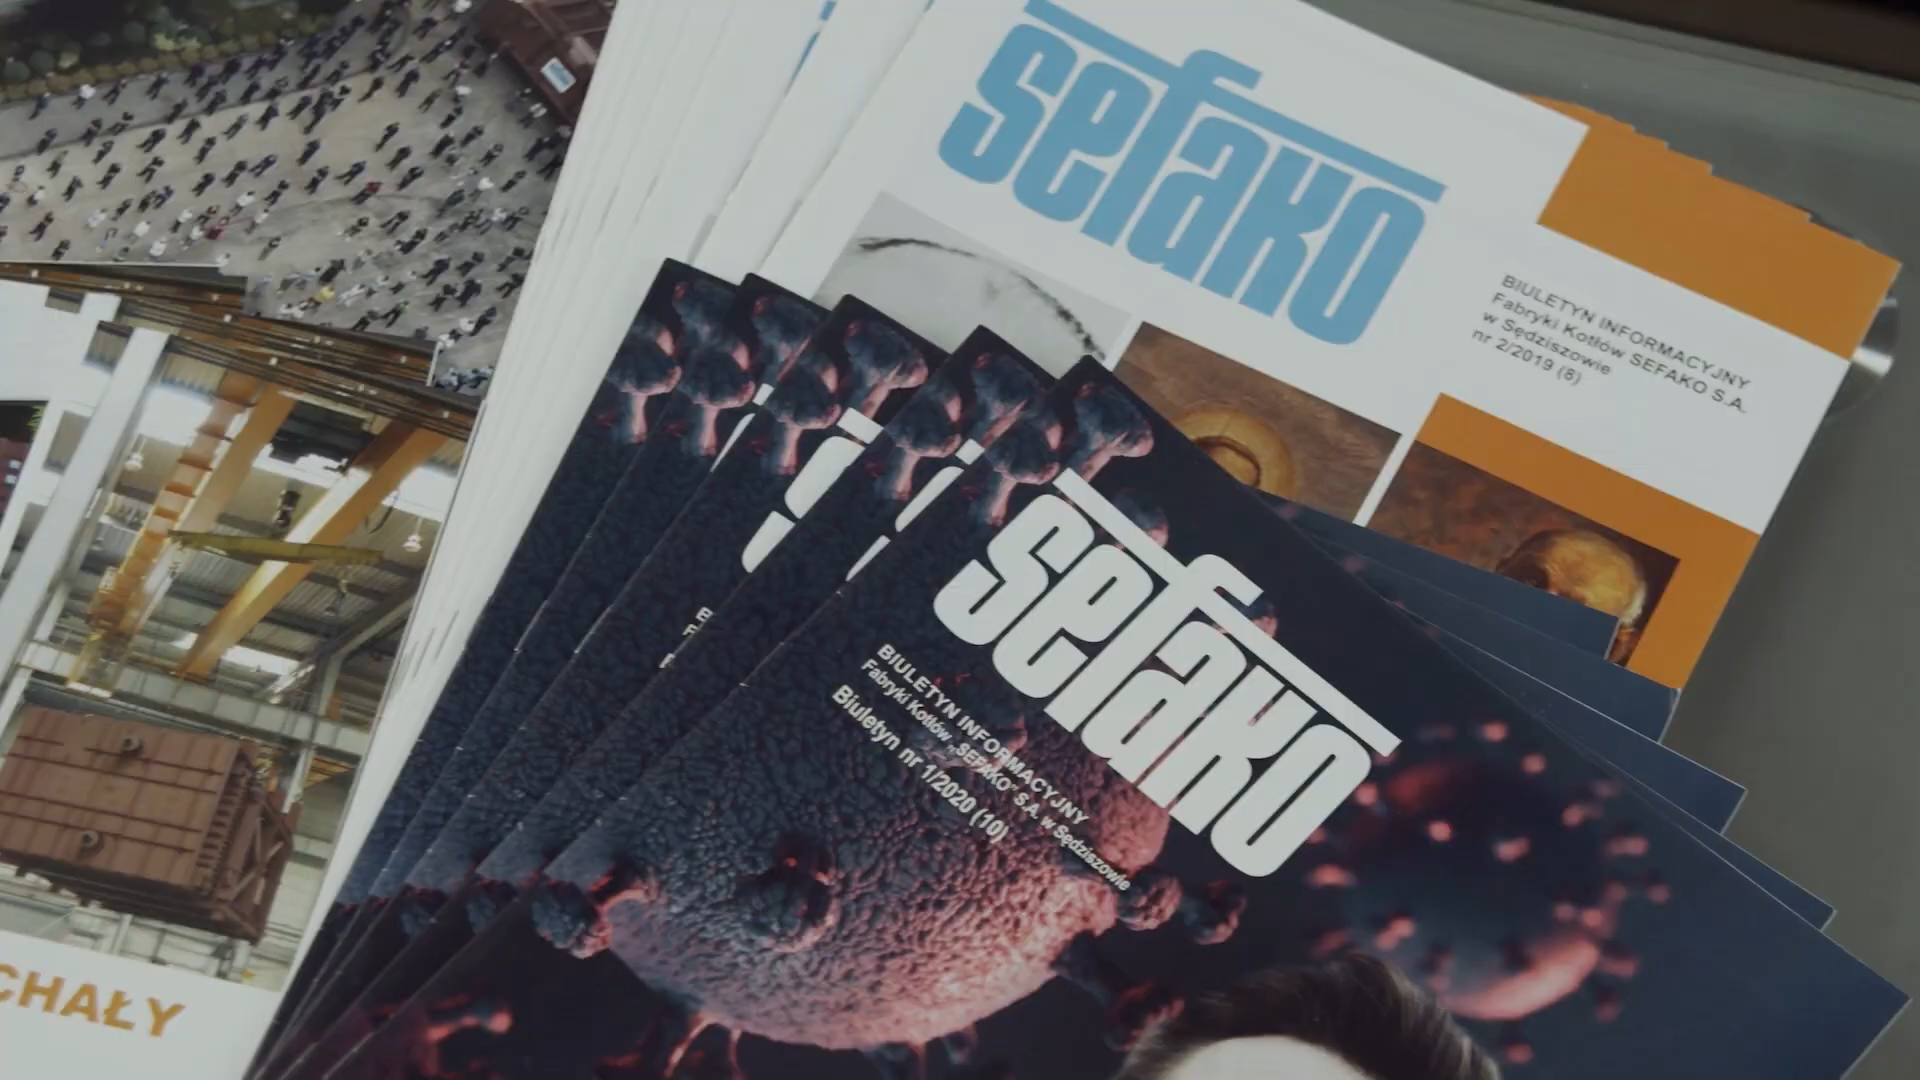 sefako
BIULETYN INFORMACYJNY
Fabryki Kotłów SEFAKO S.A.
w Sędziszowie
nr 2/2019 (8)
sefako
BIULETYN INFORMACYJNY
Fabryki Kotłów „SEFAKO" S.A. w Sędziszowie
Biuletyn nr 1/2020 (10)
CHAŁY